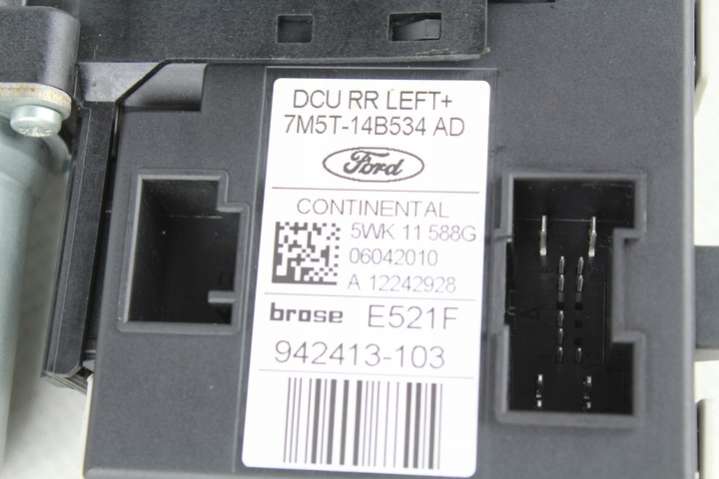 DCU RR LEFT+
7M5T-14B534 AD
Ford
CONTINENTAL
5WK 11 588G
06042010
A 12242928
brose E521F
942413-103